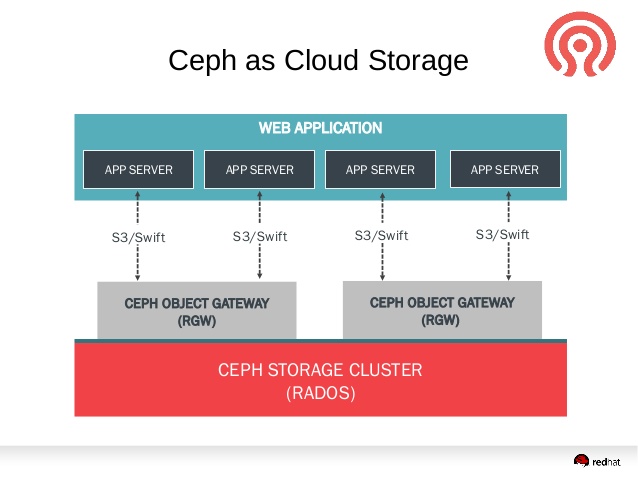 Ceph as Cloud Storage
WEB APPLICATION
APP SERVER
APP SERVER
APP SERVER
APP SERVER
S3/Swift
S3/Swift
S3/Swift
S3/Swift
CEPH OBJECT GATEWAY
(RGW)
CEPH OBJECT GATEWAY
(RGW)
CEPH STORAGE CLUSTER
(RADOS)
redhat